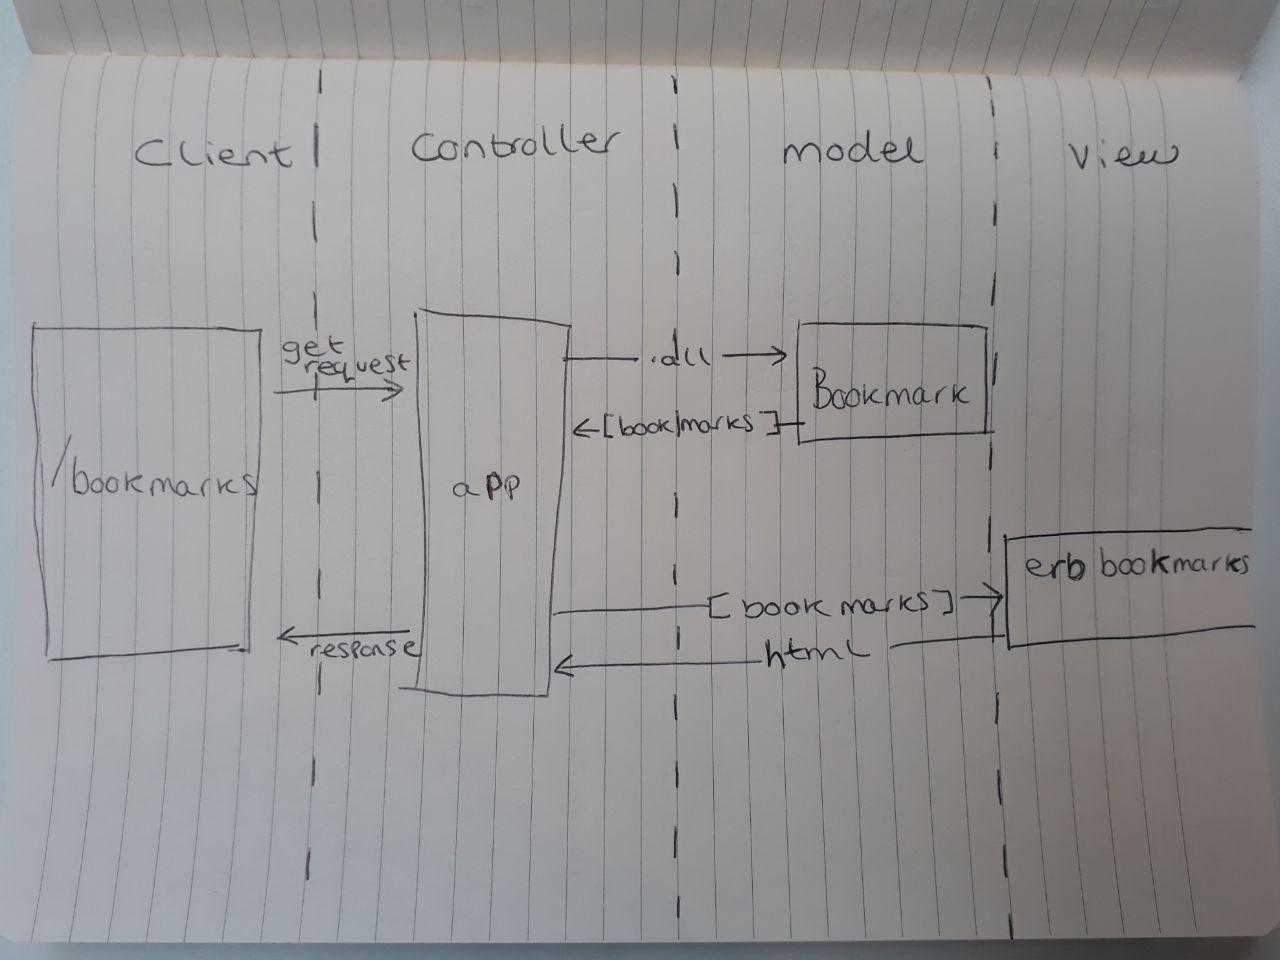 Client
Controller
model
View
get
request
.all
Bookmark
[bookmarks]
/bookmarks
app
erb bookmarks
[bookmarks]
response
html